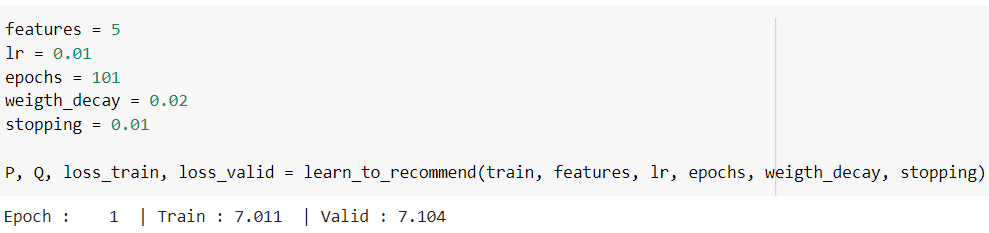 features = 5
lr = 0.01
epochs = 101
weigth_decay = 0.02
stopping = 0.01
P, Q, loss_train, loss_valid = learn_to_recommend(train, features, lr, epochs, weigth_decay, stopping)
Epoch :    1  | Train : 7.011  | Valid : 7.104